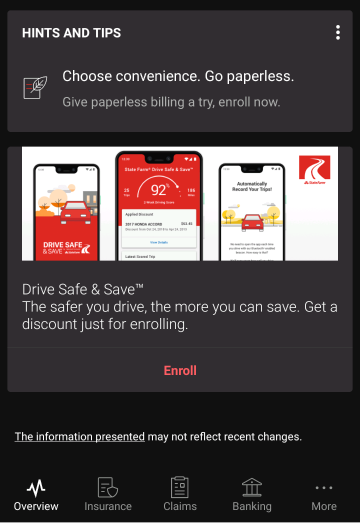 HINTS AND TIPS
Choose convenience. Go paperless.
Give paperless billing a try, enroll now.
State Farm® Drive Safe & Save™
92
Applied Discount
2017 HONDA ACCORD
View Details
Latest Scored Trip
DRIVE SAFE
& SAVE
Automatically
Record Your Trips!
StateFarm
Drive Safe & Save™
The safer you drive, the more you can save. Get a
discount just for enrolling.
Enroll
The information presented may not reflect recent changes.
Overview Insurance Claims Banking More